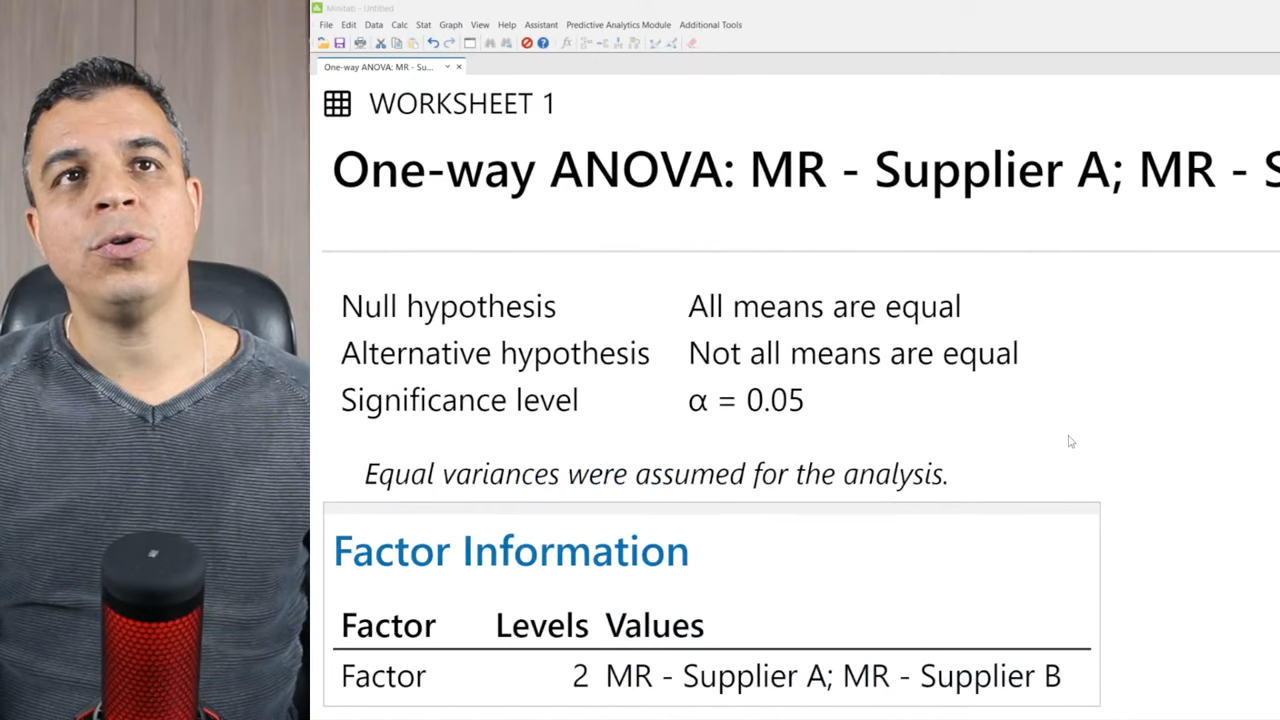 Minitab - Untitled
File Edit Data Calc Stat Graph View Help Assistant Predictive Analytics Module Additional Tools
One-way ANOVA: MR - Su...
WORKSHEET 1
One-way ANOVA: MR - Supplier A; MR - S
Null hypothesis All means are equal
Alternative hypothesis Not all means are equal
Significance level α = 0.05
Equal variances were assumed for the analysis.
Factor Information
Factor Levels Values
Factor 2 MR - Supplier A; MR - Supplier B